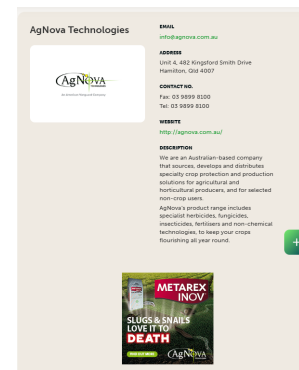 AgNova Technologies
AgNova
TECHNOLOGIES
EMAIL
info@agnova.com.au
ADDRESS
Unit 4, 482 Kingsford Smith Drive
Hamilton, Qld 4007
CONTACT NO.
Fax: 03 9899 8100
Tel: 03 9899 8100
WEBSITE
http://agnova.com.au/
DESCRIPTION
We are an Australian-based company
that sources, develops and distributes
specialty crop protection and production
solutions for agricultural and
horticultural producers, and for selected
non-crop users.
AgNova's product range includes
specialist herbicides, fungicides,
insecticides, fertilisers and non-chemical
technologies, to keep your crops
flourishing all year round.
+
METAREX
INOV
SLUGS & SNAILS
LOVE IT TO
DEATH
AgNova